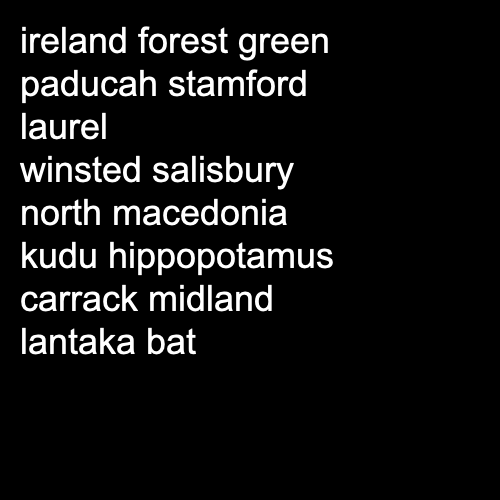 ireland forest green
paducah stamford
laurel
winsted salisbury
north macedonia
kudu hippopotamus
carrack midland
lantaka bat